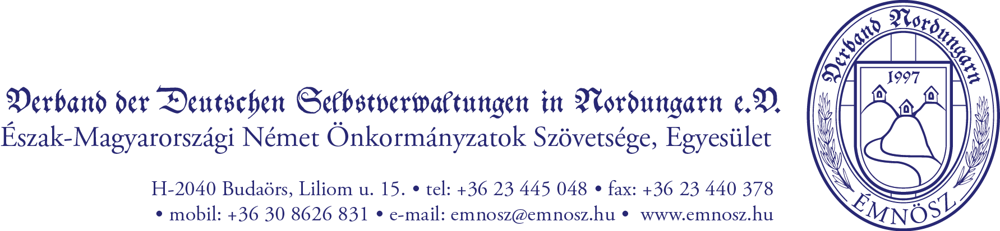 Verband der Deutschen Selbstverwaltungen in Nordungarn e.V.
Észak-Magyarországi Német Önkormányzatok Szövetsége, Egyesület
H-2040 Budaörs, Liliom u. 15. • tel: +36 23 445 048 • fax: +36 23 440 378
• mobil: +36 30 8626 831 • e-mail: emnosz@emnosz.hu • www.emnosz.hu
Verband Nordungarn
1997
ÉMNÖSZ